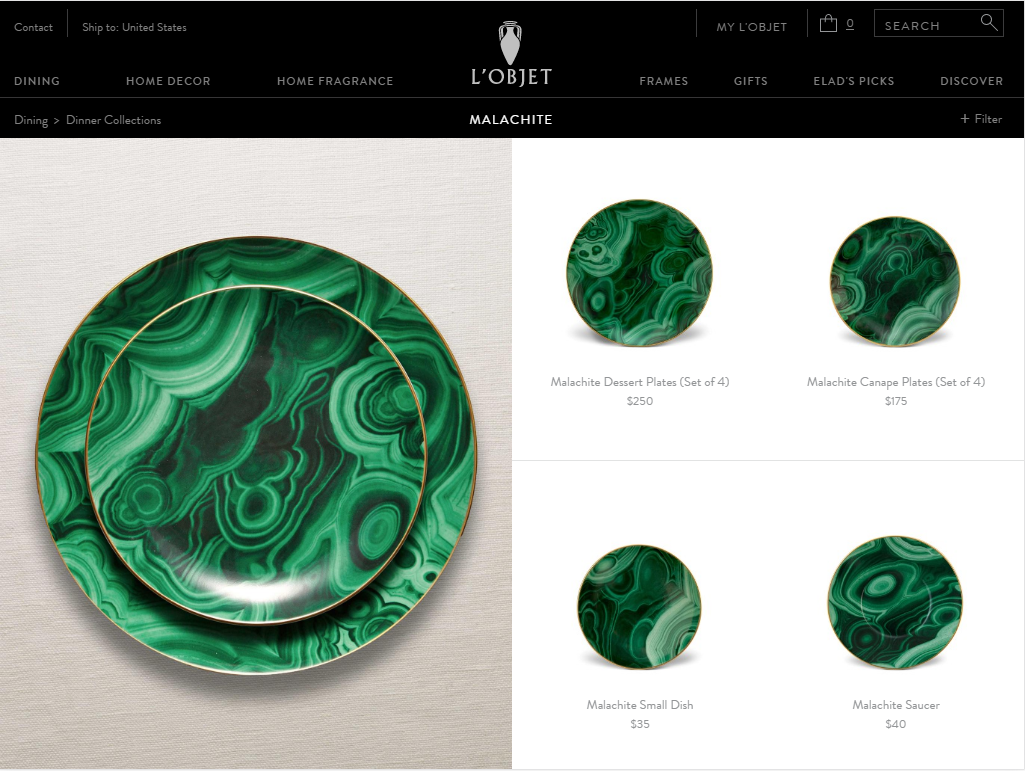 Contact
Ship to: United States
MY L'OBJET
0
SEARCH
L'OBJET
DINING
HOME DECOR
HOME FRAGRANCE
FRAMES
GIFTS
ELAD'S PICKS
DISCOVER
Dining > Dinner Collections
MALACHITE
+ Filter
Malachite Dessert Plates (Set of 4)
$250
Malachite Canape Plates (Set of 4)
$175
Malachite Small Dish
$35
Malachite Saucer
$40